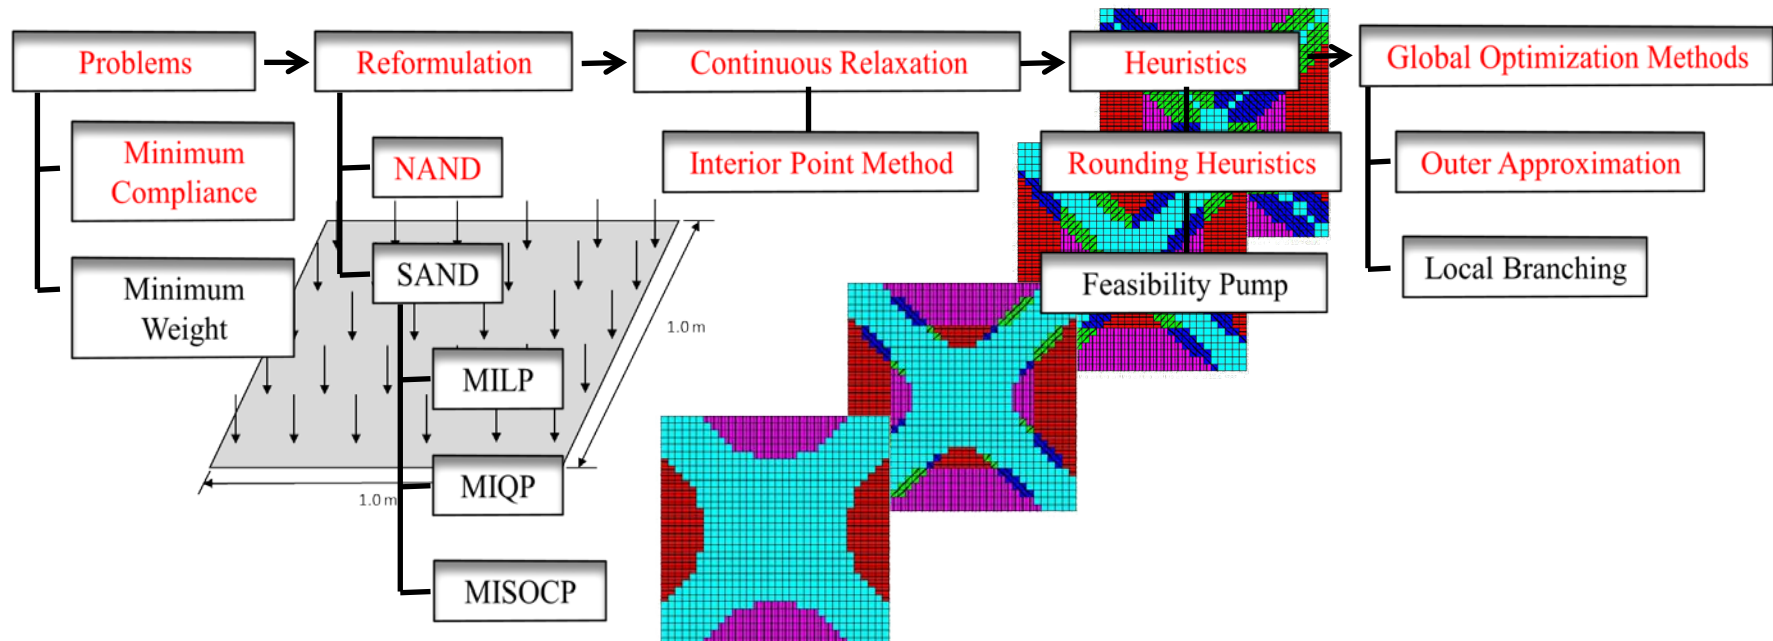 Problems
Reformulation
Continuous Relaxation
Heuristics
Global Optimization Methods
Minimum
Compliance
NAND
Interior Point Method
Rounding Heuristics
Outer Approximation
Minimum
Weight
SAND
Feasibility Pump
Local Branching
1.0 m
MILP
MIQP
1.0 m
MISOCP